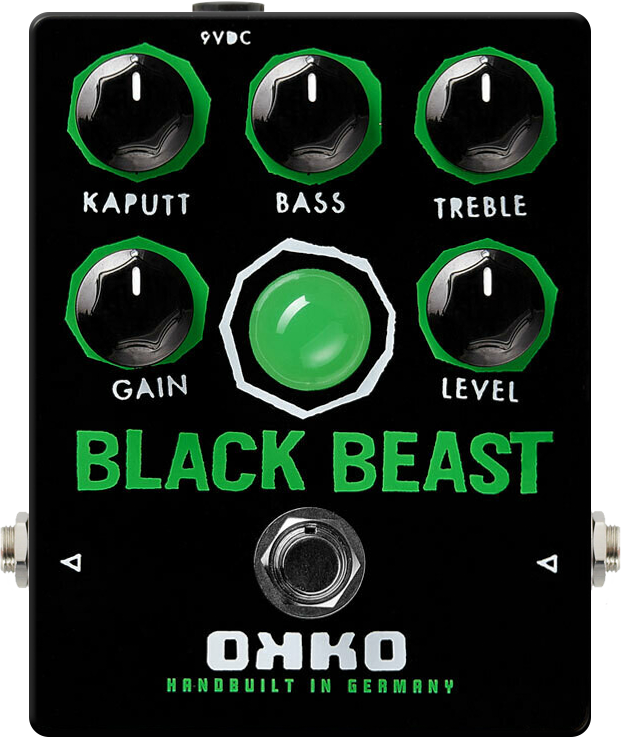 9VDC
KAPUTT BASS TREBLE
GAIN LEVEL
BLACK BEAST
OKKO
HANDBUILT IN GERMANY